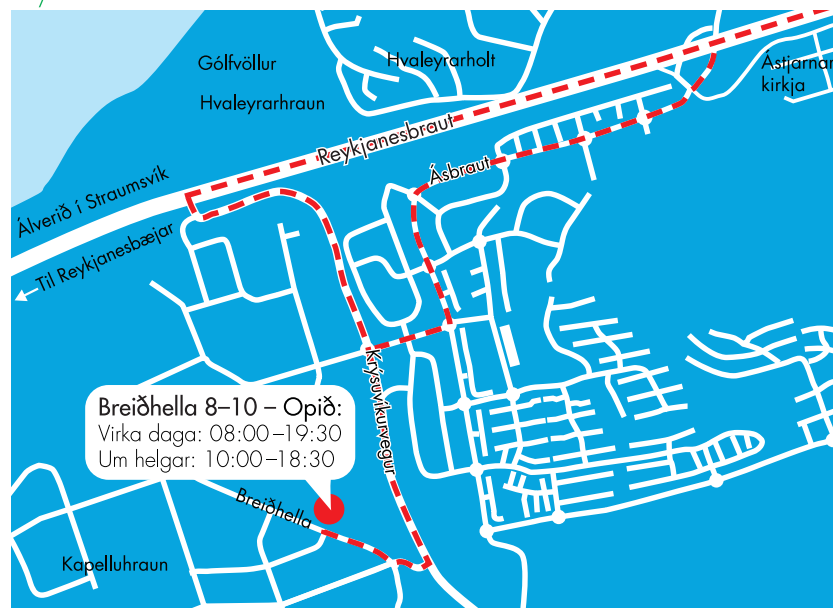 Gólfvöllur
Hvaleyrarholt
Ástjarnar
kirkja
Hvaleyrarhraun
Reykjanesbraut
Ásbraut
Álverið í Straumsvík
Til Reykjanesbæjar
Krýsuvíkurvegur
Breiðhella 8–10 – Opið:
Virka daga: 08:00–19:30
Um helgar: 10:00–18:30
Breiðhella
Kapelluhraun